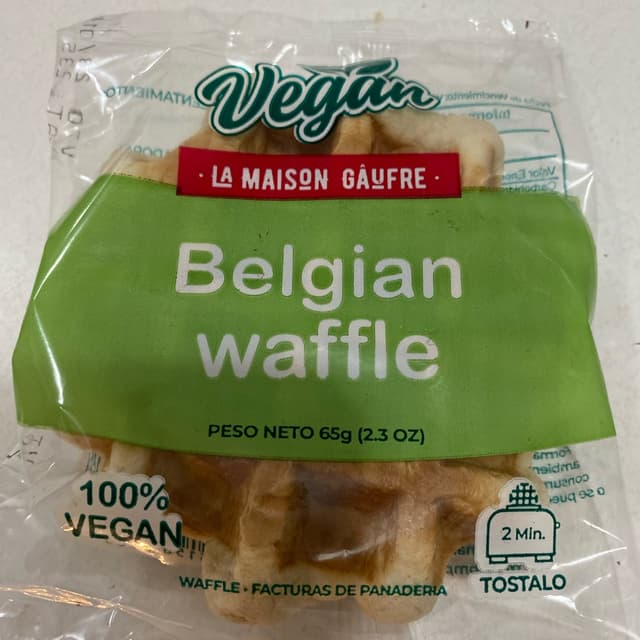 Vegan
· LA MAISON GÂUFRE ·
Belgian
waffle
PESO NETO 65g (2.3 OZ)
100%
VEGAN
2 Min.
TOSTALO
WAFFLE · FACTURAS DE PANADERIA